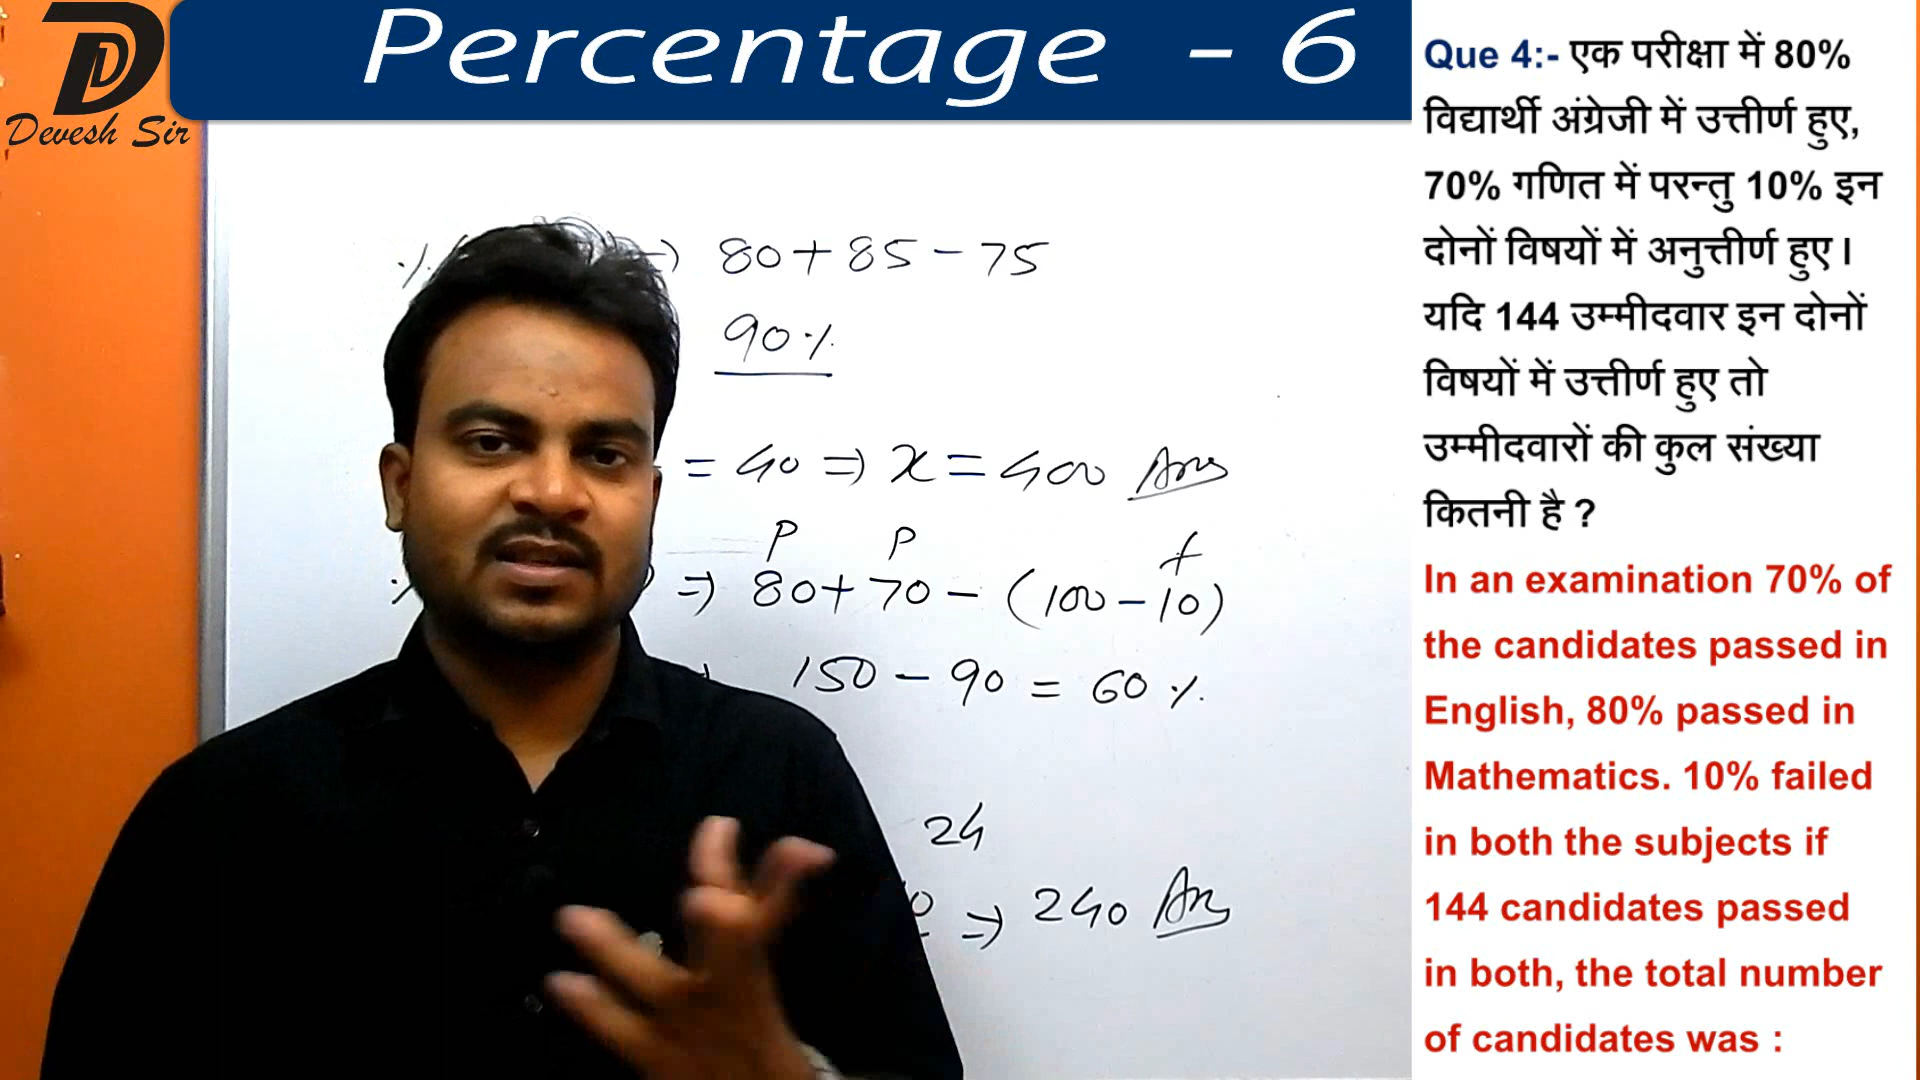 Devesh Sir
Percentage - 6
80 + 85 - 75
90%
= 40 => x = 400 Ans
P P f
=> 80 + 70 - (100 - 10)
150 - 90 = 60%
24
=> 240 Ans
Que 4:- एक परीक्षा में 80%
विद्यार्थी अंग्रेजी में उत्तीर्ण हुए,
70% गणित में परन्तु 10% इन
दोनों विषयों में अनुत्तीर्ण हुए I
यदि 144 उम्मीदवार इन दोनों
विषयों में उत्तीर्ण हुए तो
उम्मीदवारों की कुल संख्या
कितनी है ?
In an examination 70% of
the candidates passed in
English, 80% passed in
Mathematics. 10% failed
in both the subjects if
144 candidates passed
in both, the total number
of candidates was :